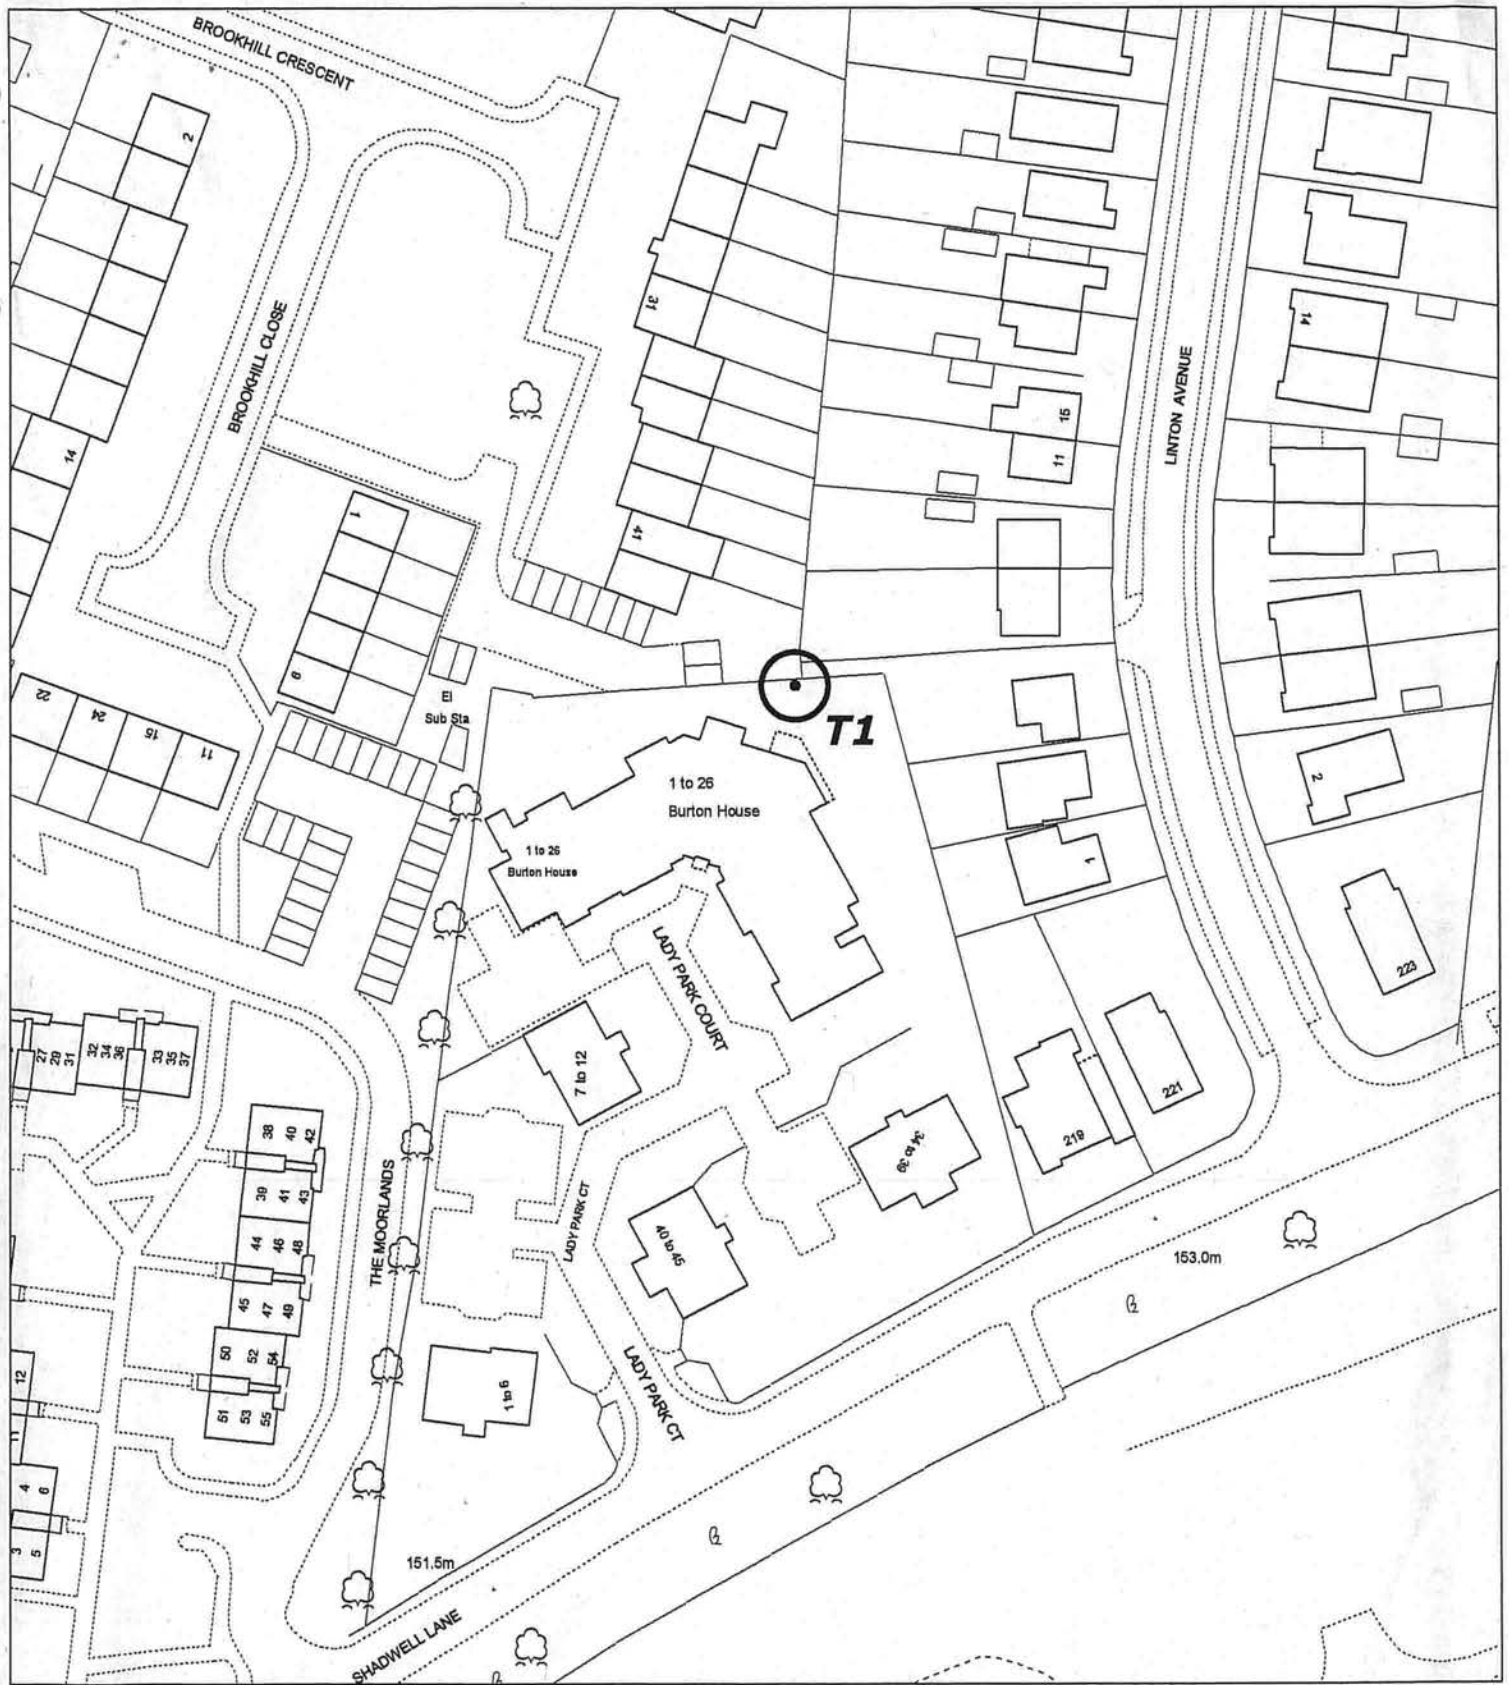 BROOKHILL CRESCENT
2
BROOKHILL CLOSE
14
31
41
1
6
El
Sub Sta
22
24
15
11
T1
1 to 26
Burton House
1 to 26
Burton House
LINTON AVENUE
14
15
11
2
1
223
221
219
LADY PARK COURT
7 to 12
34 to 39
40 to 45
LADY PARK CT
LADY PARK CT
1 to 6
THE MOORLANDS
27
29
31
32
34
36
33
35
37
38
40
42
39
41
43
44
46
48
45
47
49
50
52
54
51
53
55
12
11
4
6
3
5
153.0m
151.5m
SHADWELL LANE